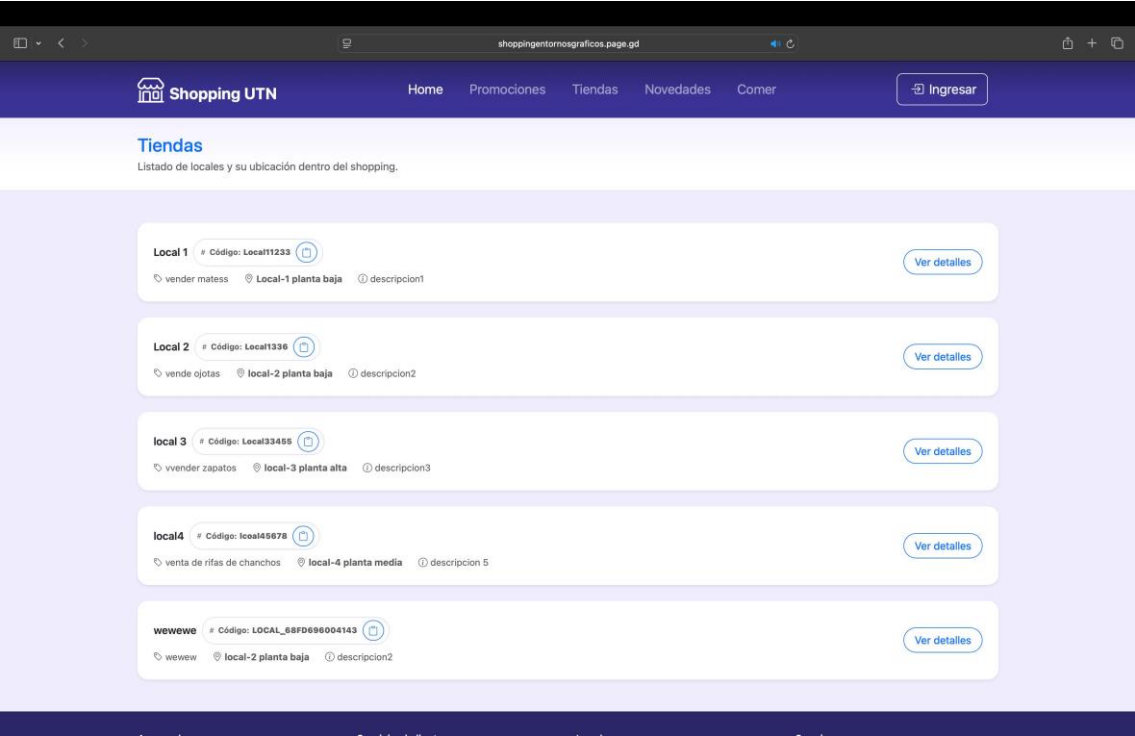 shoppingentornosgraficos.page.gd
Shopping UTN
Home Promociones Tiendas Novedades Comer
Ingresar
Tiendas
Listado de locales y su ubicación dentro del shopping.
Local 1 # Código: Local11233
vender matess Local-1 planta baja descripcion1
Ver detalles
Local 2 # Código: Local1336
vende ojotas local-2 planta baja descripcion2
Ver detalles
local 3 # Código: Local33455
vvender zapatos local-3 planta alta descripcion3
Ver detalles
local4 # Código: lcoal45678
venta de rifas de chanchos local-4 planta media descripcion 5
Ver detalles
wewewe # Código: LOCAL_68FD696004143
wewew local-2 planta baja descripcion2
Ver detalles